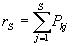 r_s = \sum_{j=1}^{s} P_{kj}